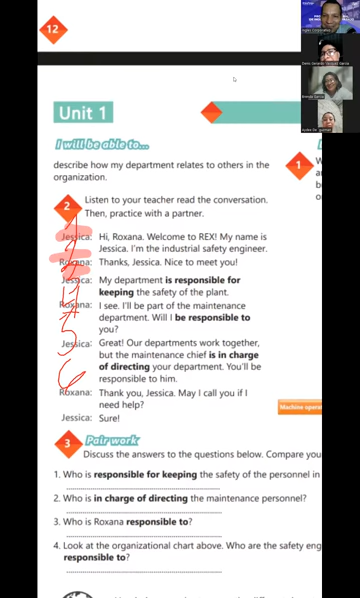 12
Unit 1
I will be able to...
describe how my department relates to others in the
organization.
1
2
Listen to your teacher read the conversation.
Then, practice with a partner.
Jessica: Hi, Roxana. Welcome to REX! My name is
Jessica. I'm the industrial safety engineer.
Roxana: Thanks, Jessica. Nice to meet you!
Jessica: My department is responsible for
keeping the safety of the plant.
Roxana: I see. I'll be part of the maintenance
department. Will I be responsible to
you?
Jessica: Great! Our departments work together,
but the maintenance chief is in charge
of directing your department. You'll be
responsible to him.
Roxana: Thank you, Jessica. May I call you if I
need help?
Jessica: Sure!
Machine opera
3
Pair work
Discuss the answers to the questions below. Compare you
1. Who is responsible for keeping the safety of the personnel in
2. Who is in charge of directing the maintenance personnel?
3. Who is Roxana responsible to?
4. Look at the organizational chart above. Who are the safety eng
responsible to?